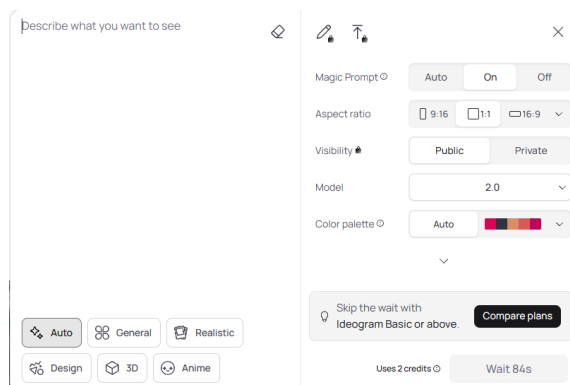 Describe what you want to see
Magic Prompt
Auto
On
Off
Aspect ratio
9:16
1:1
16:9
Visibility
Public
Private
Model
2.0
Color palette
Auto
Skip the wait with
Ideogram Basic or above.
Compare plans
Auto
General
Realistic
Design
3D
Anime
Uses 2 credits
Wait 84s